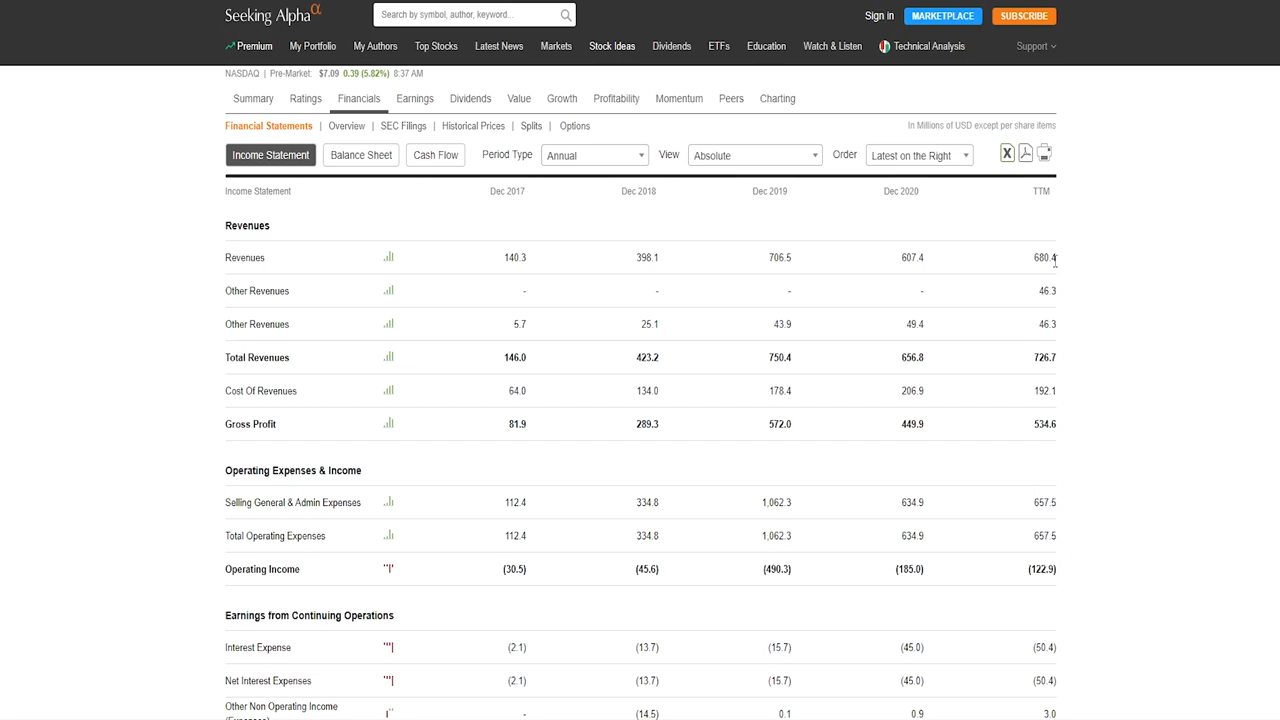 Seeking Alpha α Search by symbol, author, keyword... Sign in MARKETPLACE SUBSCRIBE
Premium My Portfolio My Authors Top Stocks Latest News Markets Stock Ideas Dividends ETFs Education Watch & Listen Technical Analysis Support
NASDAQ | Pre-Market: $7.09 0.39 (5.82%) 8:37 AM
Summary Ratings Financials Earnings Dividends Value Growth Profitability Momentum Peers Charting
Financial Statements | Overview | SEC Filings | Historical Prices | Splits | Options In Millions of USD except per share items
Income Statement Balance Sheet Cash Flow Period Type Annual View Absolute Order Latest on the Right X
Income Statement Dec 2017 Dec 2018 Dec 2019 Dec 2020 TTM
Revenues
Revenues 140.3 398.1 706.5 607.4 680.4
Other Revenues - - - - 46.3
Other Revenues 5.7 25.1 43.9 49.4 46.3
Total Revenues 146.0 423.2 750.4 656.8 726.7
Cost Of Revenues 64.0 134.0 178.4 206.9 192.1
Gross Profit 81.9 289.3 572.0 449.9 534.6
Operating Expenses & Income
Selling General & Admin Expenses 112.4 334.8 1,062.3 634.9 657.5
Total Operating Expenses 112.4 334.8 1,062.3 634.9 657.5
Operating Income (30.5) (45.6) (490.3) (185.0) (122.9)
Earnings from Continuing Operations
Interest Expense (2.1) (13.7) (15.7) (45.0) (50.4)
Net Interest Expenses (2.1) (13.7) (15.7) (45.0) (50.4)
Other Non Operating Income - (14.5) 0.1 0.9 3.0
(Expenses)